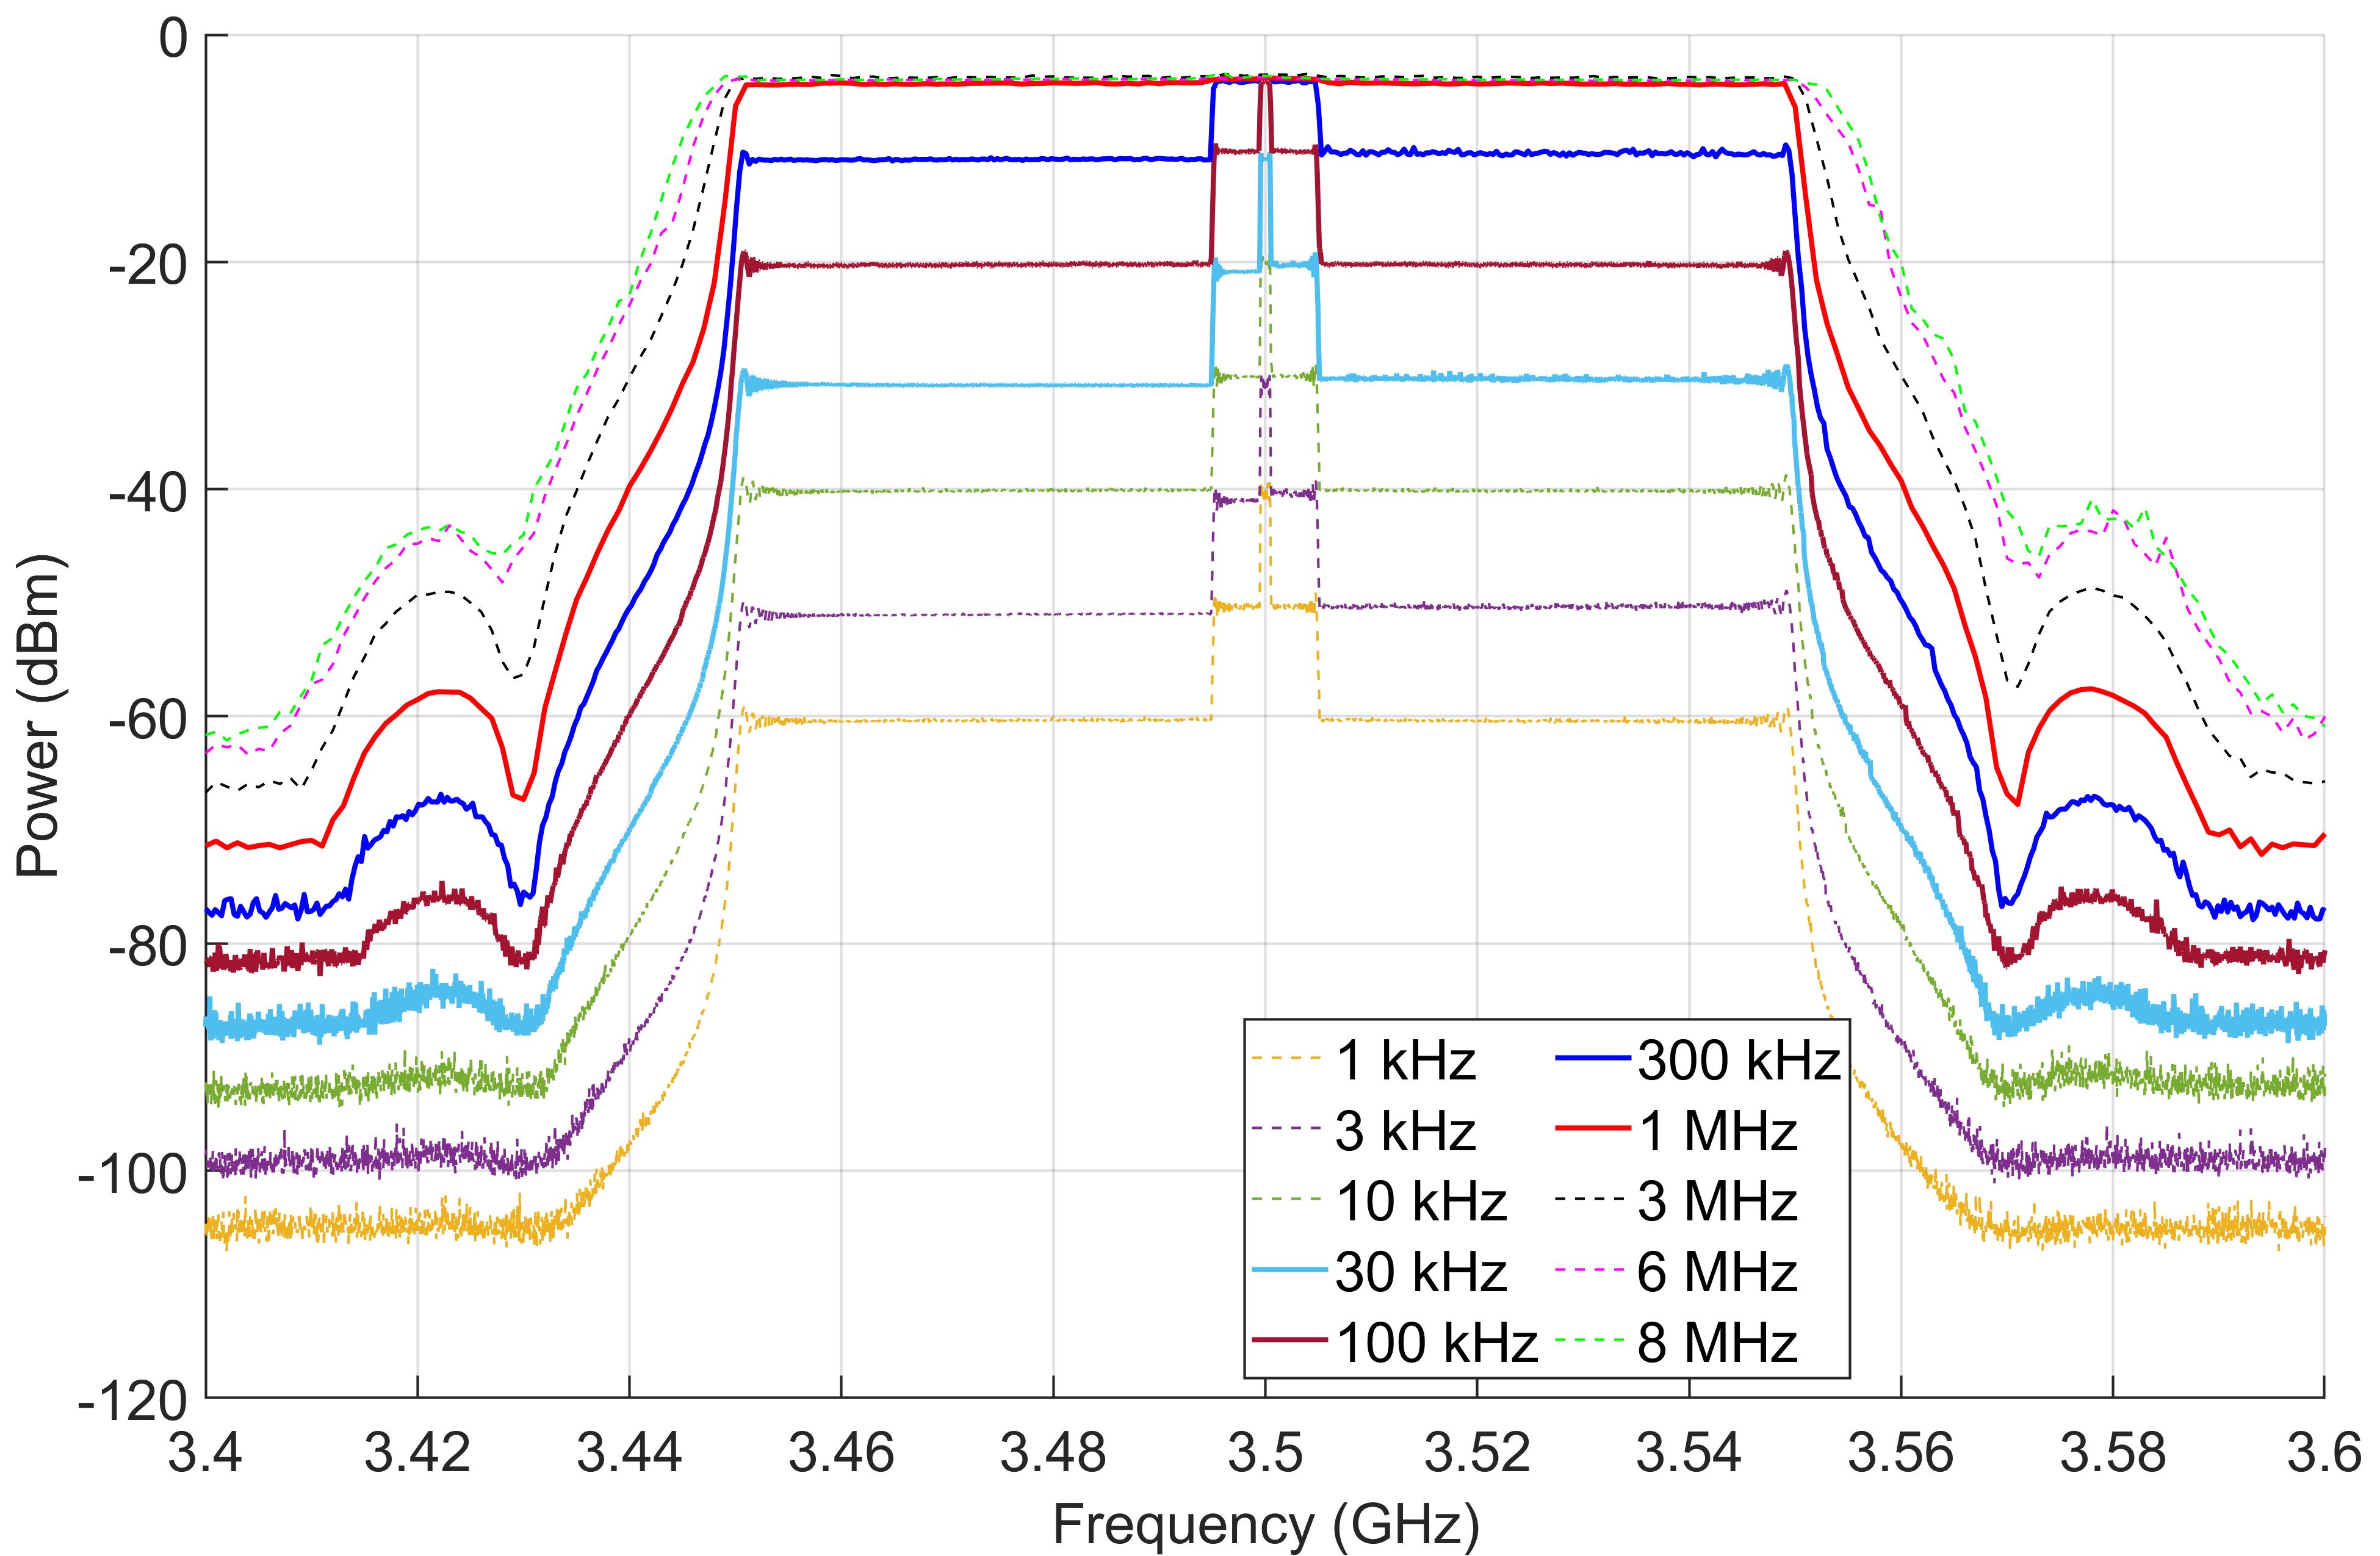 0
-20
-40
-60
-80
-100
-120
Power (dBm)
1 kHz
3 kHz
10 kHz
30 kHz
100 kHz
300 kHz
1 MHz
3 MHz
6 MHz
8 MHz
3.4 3.42 3.44 3.46 3.48 3.5 3.52 3.54 3.56 3.58 3.6
Frequency (GHz)